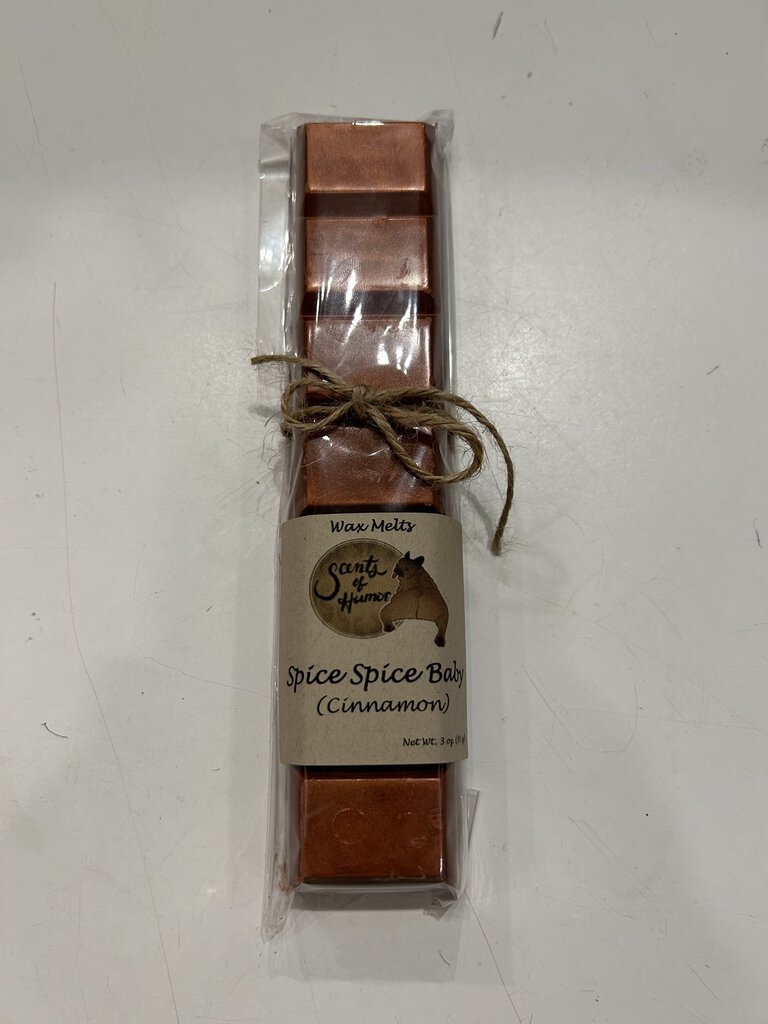 Wax Melts
Scents
of
Humor
Spice Spice Baby
(Cinnamon)
Net Wt. 3 oz